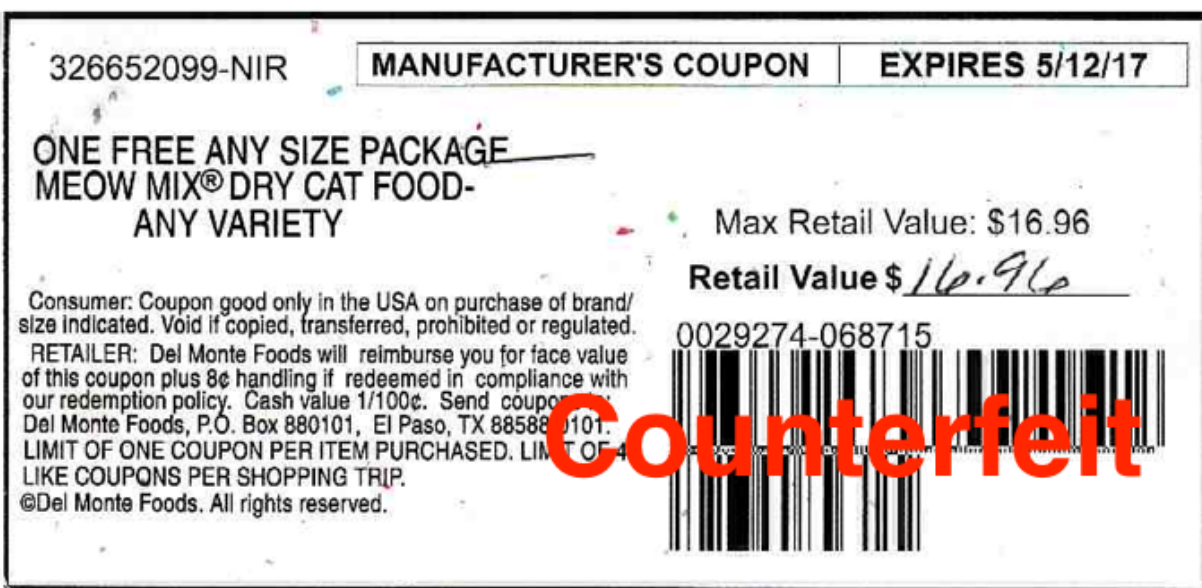 326652099-NIR
MANUFACTURER'S COUPON
EXPIRES 5/12/17
ONE FREE ANY SIZE PACKAGE
MEOW MIX® DRY CAT FOOD-
ANY VARIETY
Max Retail Value: $16.96
Retail Value $ 16.96
Consumer: Coupon good only in the USA on purchase of brand/
size indicated. Void if copied, transferred, prohibited or regulated.
RETAILER: Del Monte Foods will reimburse you for face value
of this coupon plus 8¢ handling if redeemed in compliance with
our redemption policy. Cash value 1/100¢. Send
Del Monte Foods, P.O. Box 880101, El Paso, TX
LIMIT OF ONE COUPON PER ITEM PURCHASED. LIMIT OF 4
LIKE COUPONS PER SHOPPING TRIP.
©Del Monte Foods. All rights reserved.
0029274-068715
Counterfeit